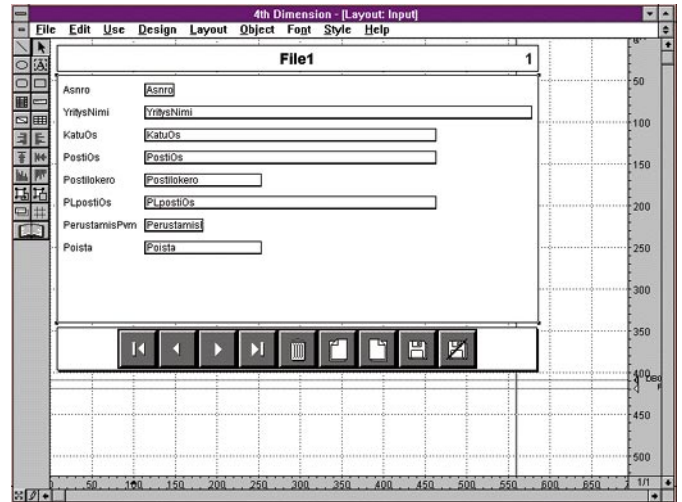 4th Dimension - [Layout: Input]
File Edit Use Design Layout Object Font Style Help
File1 1
Asnro Asnro
YritysNimi YritysNimi
KatuOs KatuOs
PostiOs PostiOs
Postilokero Postilokero
PLpostiOs PLpostiOs
PerustamisPvm Perustamisl
Poista Poista
50
100
150
200
250
300
350
400
450
500
50 100 150 200 250 300 350 400 450 500 550 600 650
1/1